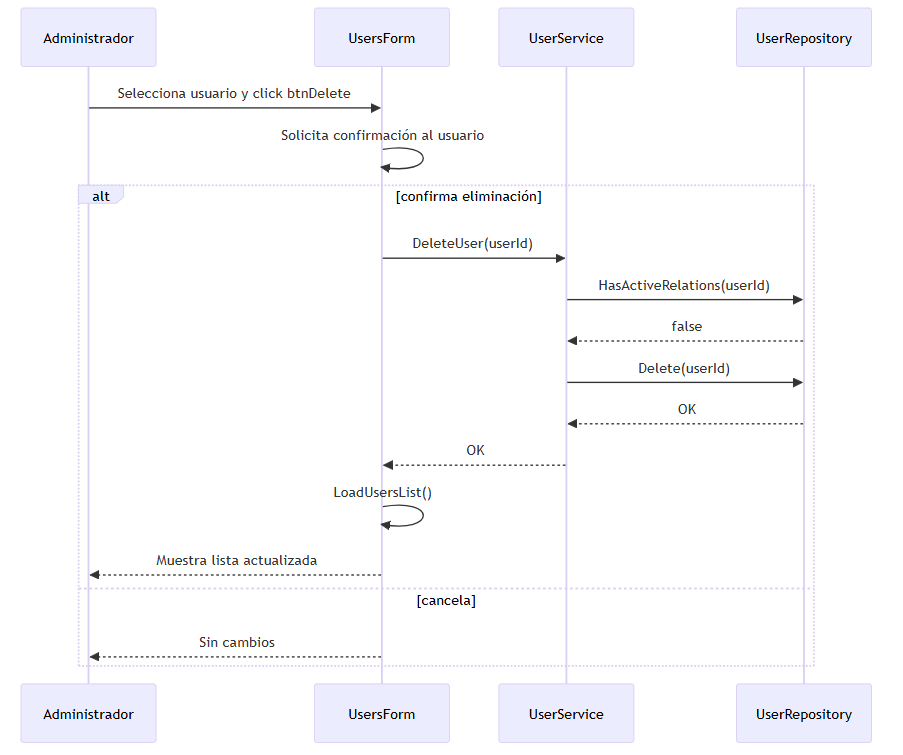 Administrador
UsersForm
UserService
UserRepository
Selecciona usuario y click btnDelete
Solicita confirmación al usuario
alt
[confirma eliminación]
DeleteUser(userId)
HasActiveRelations(userId)
false
Delete(userId)
OK
OK
LoadUsersList()
Muestra lista actualizada
[cancela]
Sin cambios
Administrador
UsersForm
UserService
UserRepository